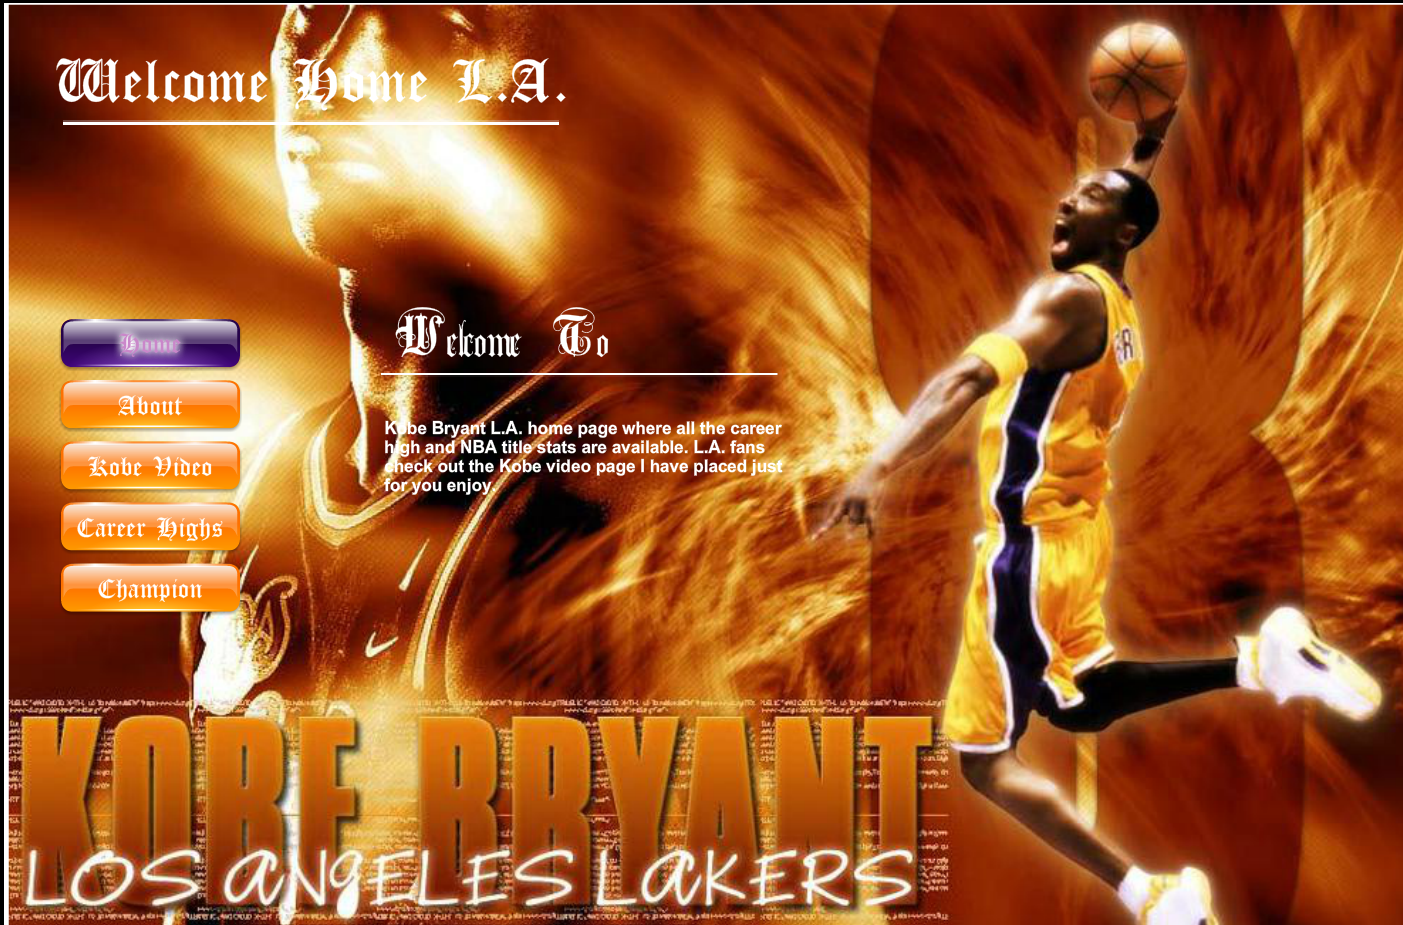 Welcome Home L.A.
Welcome To
Home
About
Kobe Video
Career Highs
Champion
Kobe Bryant L.A. home page where all the career
high and NBA title stats are available. L.A. fans
check out the Kobe video page I have placed just
for you enjoy.
KOBE BRYANT
LOS ANGELES LAKERS